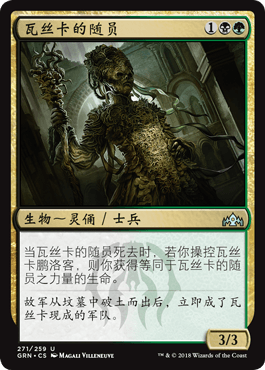 瓦丝卡的随员
1
生物～灵俑／士兵
当瓦丝卡的随员死去时，若你操控瓦丝
卡鹏洛客，则你获得等同于瓦丝卡的随
员之力量的生命。
故军从坟墓中破土而出后，立即成了瓦
丝卡现成的军队。
3/3
271/259 U
GRN • CS MAGALI VILLENEUVE
™ & © 2018 Wizards of the Coast